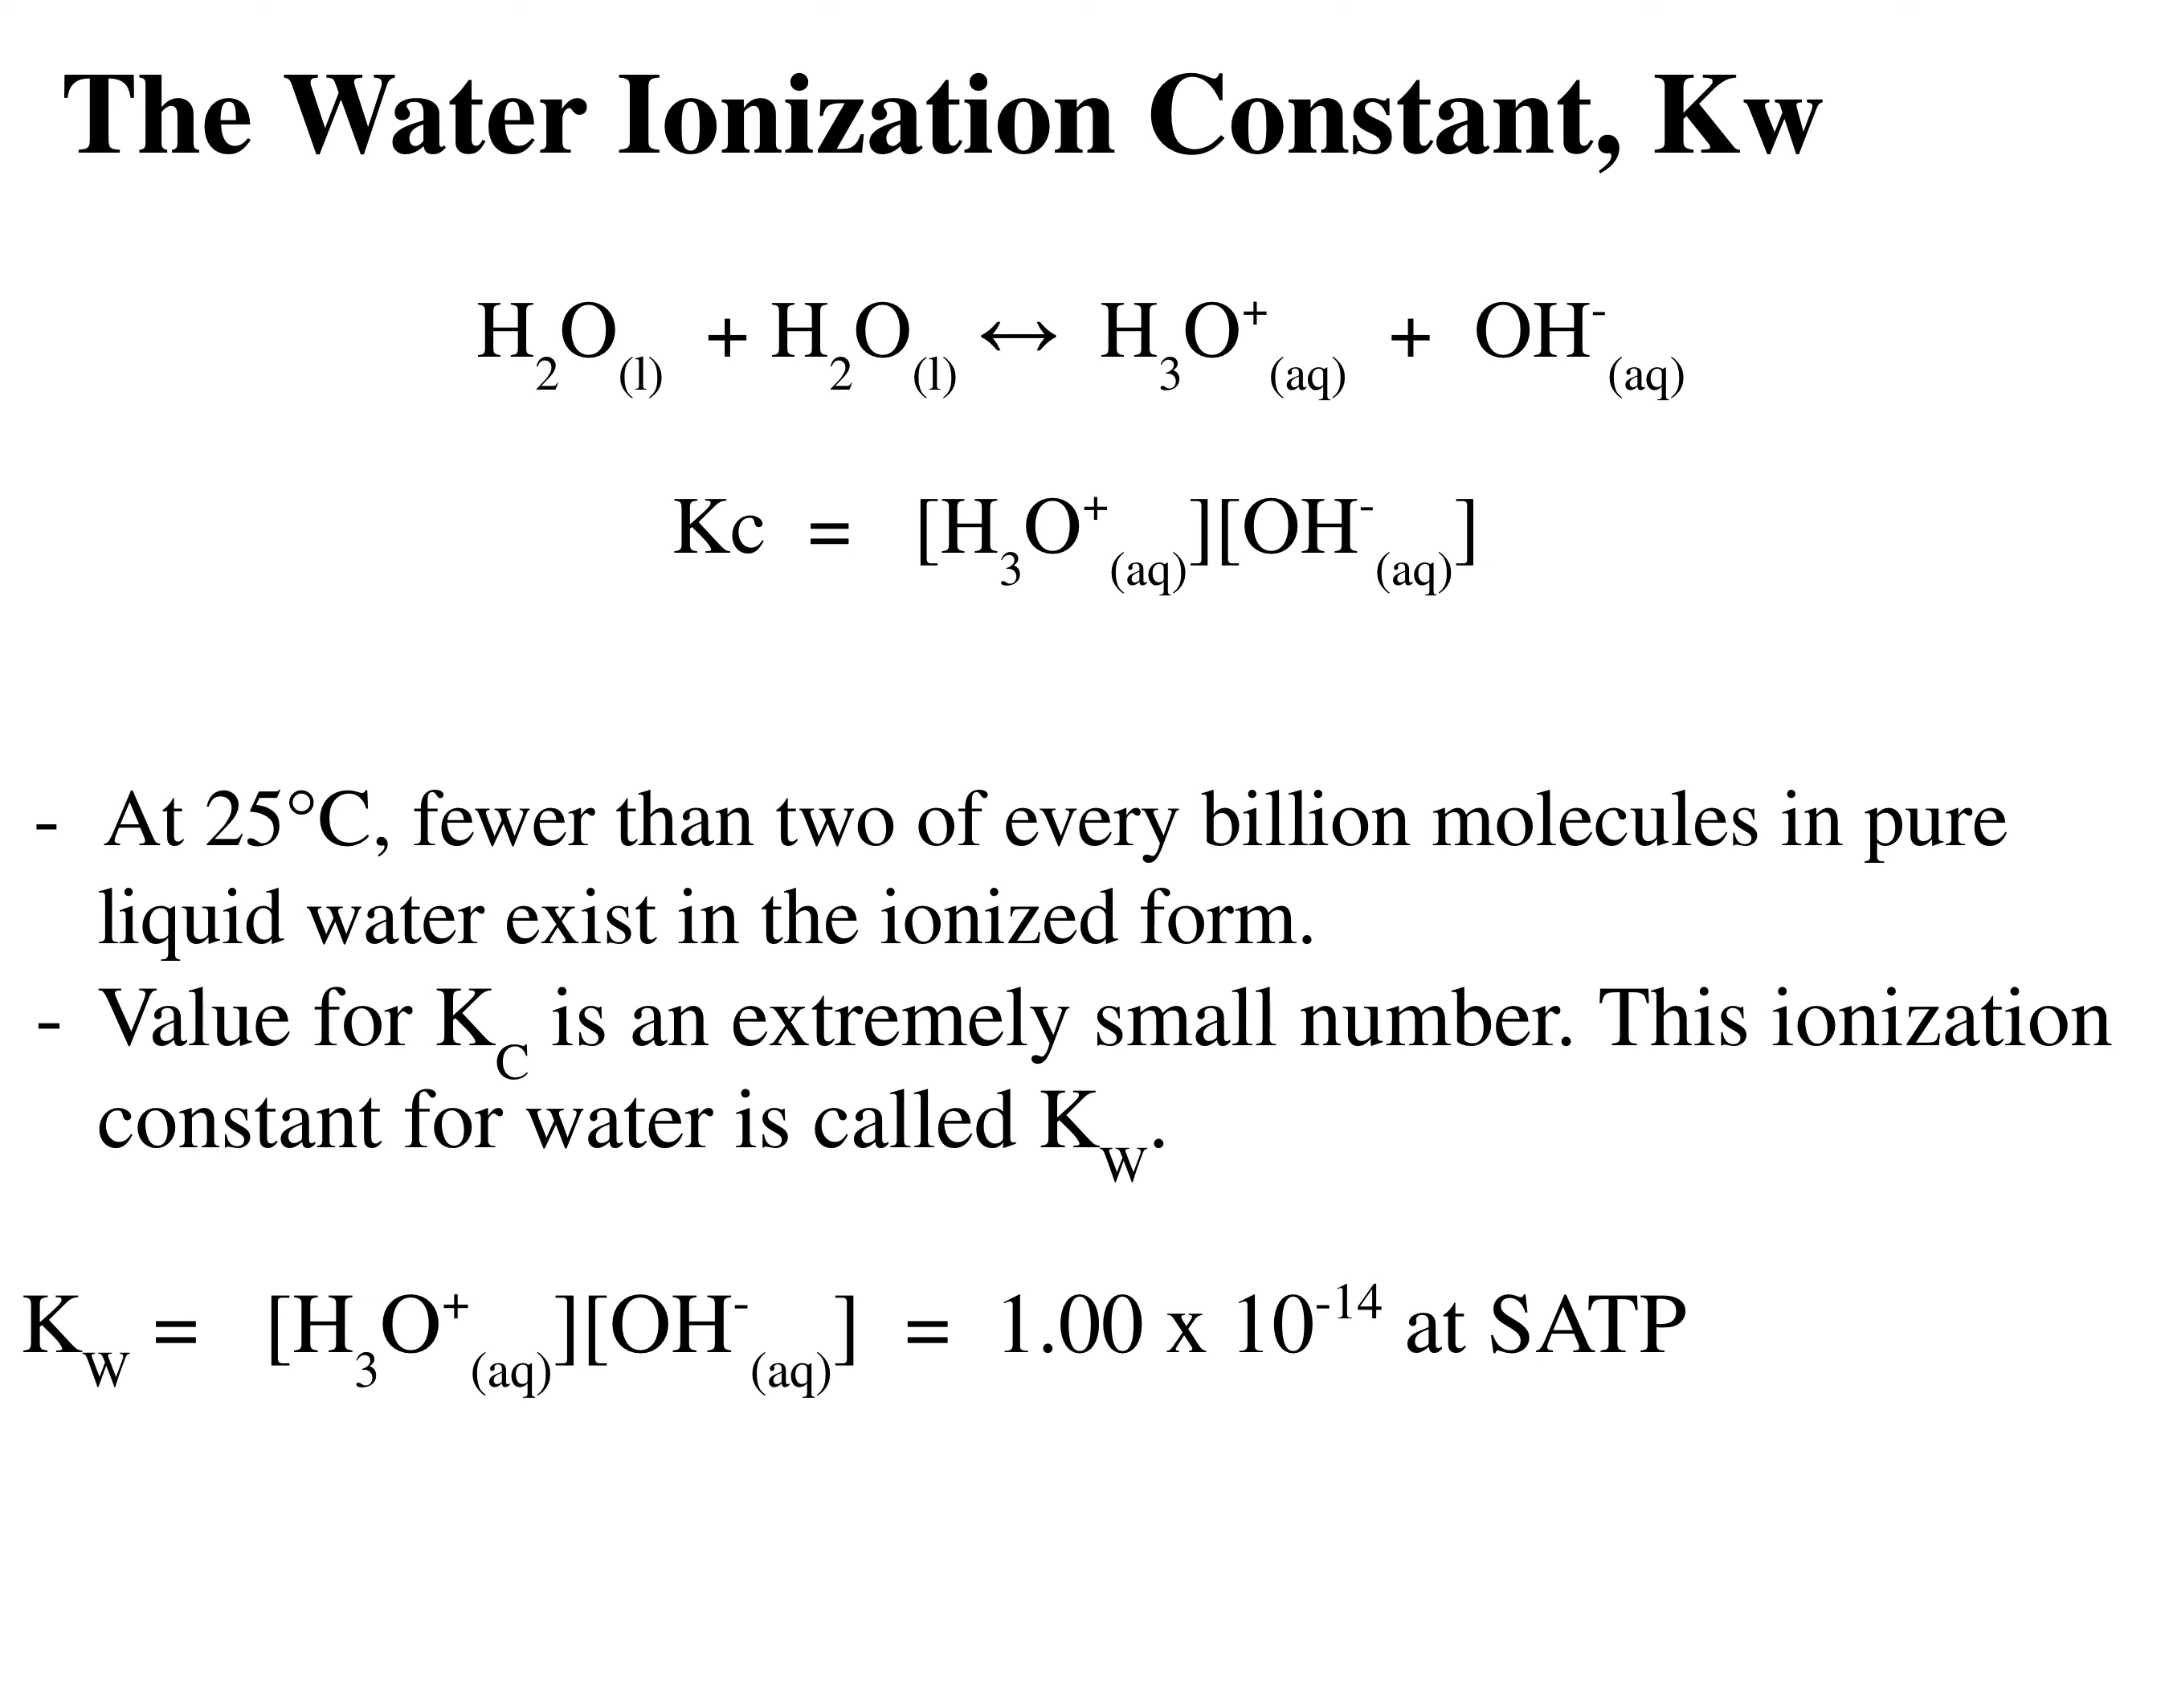 The Water Ionization Constant, Kw
H₂O₍l₎ + H₂O₍l₎ ↔ H₃O⁺(aq) + OH⁻(aq)
Kc = [H₃O⁺(aq)][OH⁻(aq)]
- At 25°C, fewer than two of every billion molecules in pure
liquid water exist in the ionized form.
- Value for KC is an extremely small number. This ionization
constant for water is called KW.
KW = [H₃O⁺(aq)][OH⁻(aq)] = 1.00 x 10⁻¹⁴ at SATP